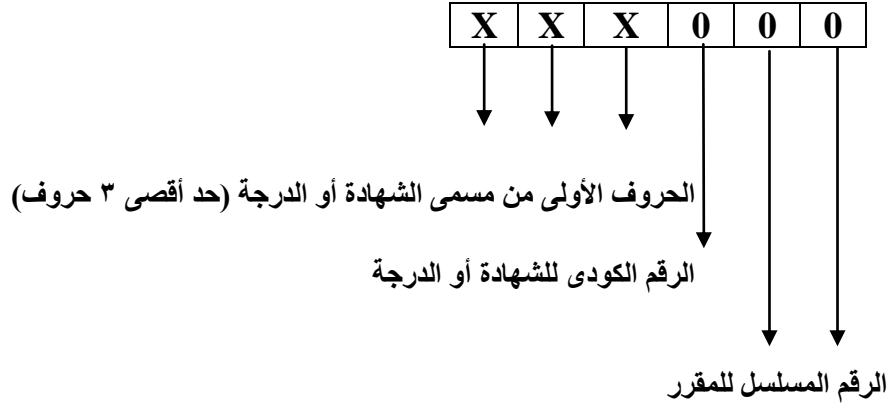 X X X 0 0 0
الحروف الأولى من مسمى الشهادة أو الدرجة (حد أقصى ٣ حروف)
الرقم الكودى للشهادة أو الدرجة
الرقم المسلسل للمقرر